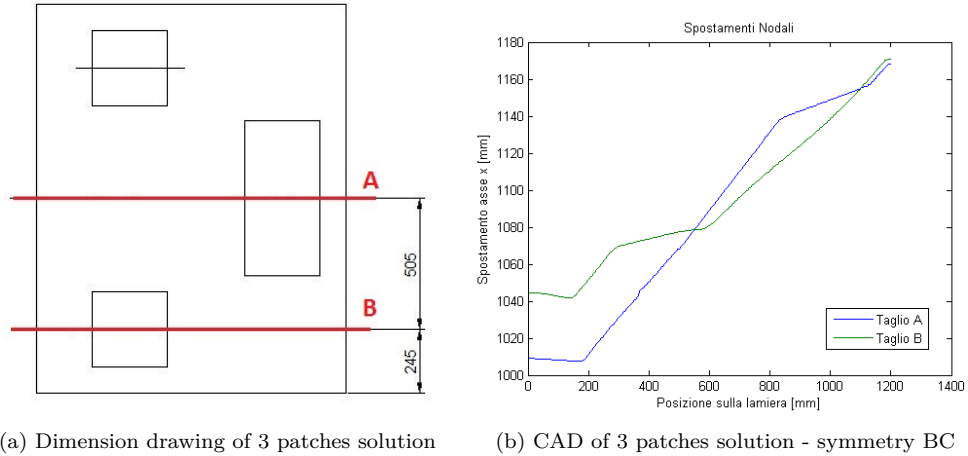 A
B
505
245
Spostamenti Nodali
Spostamento asse x [mm]
1180
1160
1140
1120
1100
1080
1060
1040
1020
1000
0
200
400
600
800
1000
1200
1400
Posizione sulla lamiera [mm]
Taglio A
Taglio B
(a) Dimension drawing of 3 patches solution
(b) CAD of 3 patches solution - symmetry BC